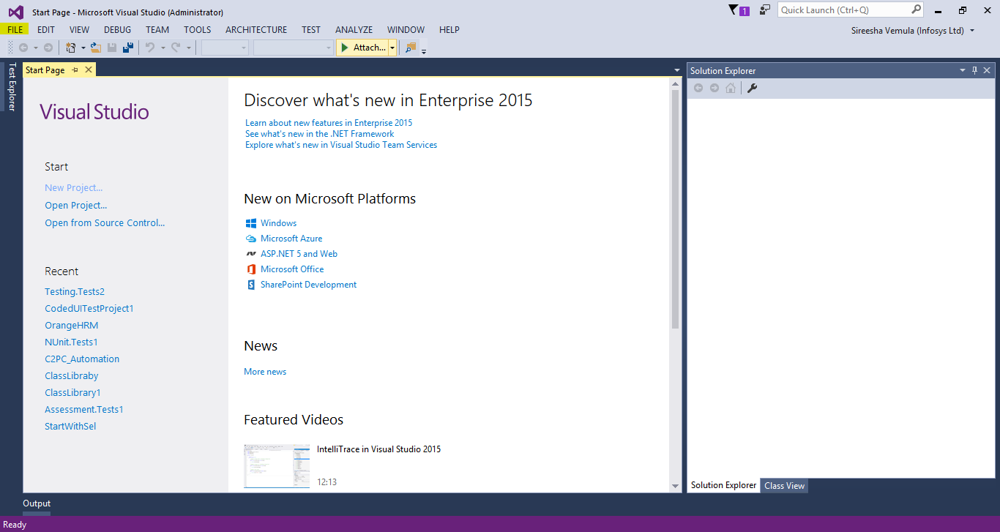 Start Page - Microsoft Visual Studio (Administrator)
1
Quick Launch (Ctrl+Q)
FILE EDIT VIEW DEBUG TEAM TOOLS ARCHITECTURE TEST ANALYZE WINDOW HELP
Sireesha Vemula (Infosys Ltd)
Attach...
Test Explorer
Start Page
Visual Studio
Start
New Project...
Open Project...
Open from Source Control...
Recent
Testing.Tests2
CodedUITestProject1
OrangeHRM
NUnit.Tests1
C2PC_Automation
ClassLibraby
ClassLibrary1
Assessment.Tests1
StartWithSel
Discover what's new in Enterprise 2015
Learn about new features in Enterprise 2015
See what's new in the .NET Framework
Explore what's new in Visual Studio Team Services
New on Microsoft Platforms
Windows
Microsoft Azure
ASP.NET 5 and Web
Microsoft Office
SharePoint Development
News
More news
Featured Videos
IntelliTrace in Visual Studio 2015
12:13
Solution Explorer
Solution Explorer Class View
Output
Ready